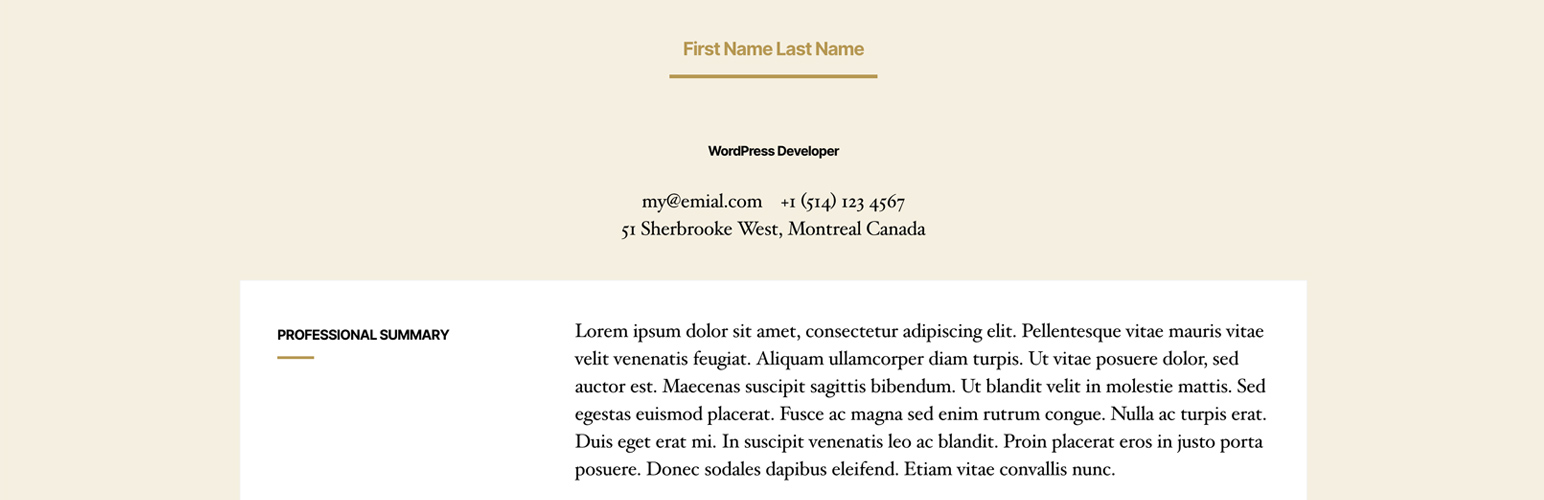 First Name Last Name
WordPress Developer
my@emial.com +1 (514) 123 4567
51 Sherbrooke West, Montreal Canada
PROFESSIONAL SUMMARY
Lorem ipsum dolor sit amet, consectetur adipiscing elit. Pellentesque vitae mauris vitae
velit venenatis feugiat. Aliquam ullamcorper diam turpis. Ut vitae posuere dolor, sed
auctor est. Maecenas suscipit sagittis bibendum. Ut blandit velit in molestie mattis. Sed
egestas euismod placerat. Fusce ac magna sed enim rutrum congue. Nulla ac turpis erat.
Duis eget erat mi. In suscipit venenatis leo ac blandit. Proin placerat eros in justo porta
posuere. Donec sodales dapibus eleifend. Etiam vitae convallis nunc.